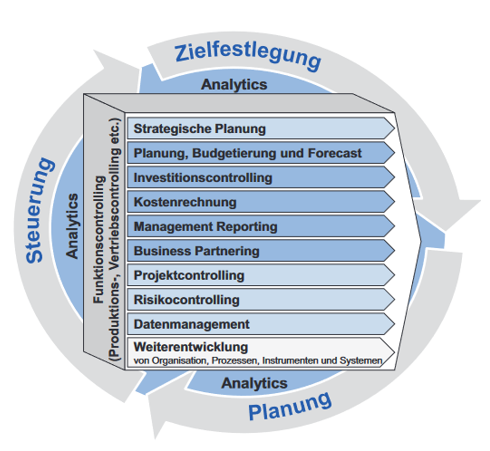 Zielfestlegung
Analytics
Steuerung
Analytics
Funktionscontrolling
(Produktions-, Vertriebscontrolling etc.)
Strategische Planung
Planung, Budgetierung und Forecast
Investitionscontrolling
Kostenrechnung
Management Reporting
Business Partnering
Projektcontrolling
Risikocontrolling
Datenmanagement
Weiterentwicklung
von Organisation, Prozessen, Instrumenten und Systemen
Analytics
Planung